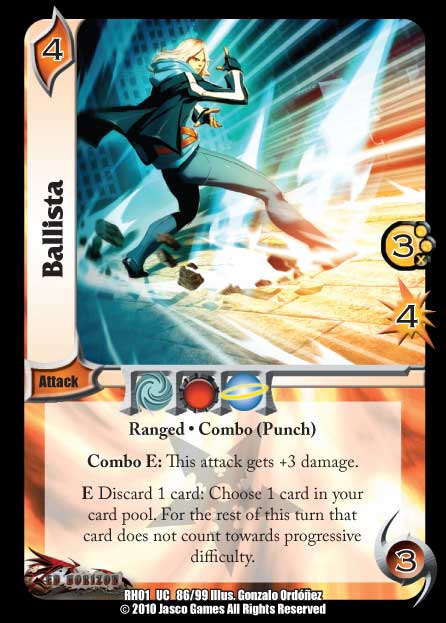 4
Ballista
3
4
Attack
Ranged • Combo (Punch)
Combo E: This attack gets +3 damage.
E Discard 1 card: Choose 1 card in your
card pool. For the rest of this turn that
card does not count towards progressive
difficulty.
RED HORIZON
3
RH01 UC 86/99 Illus. Gonzalo Ordóñez
© 2010 Jasco Games All Rights Reserved